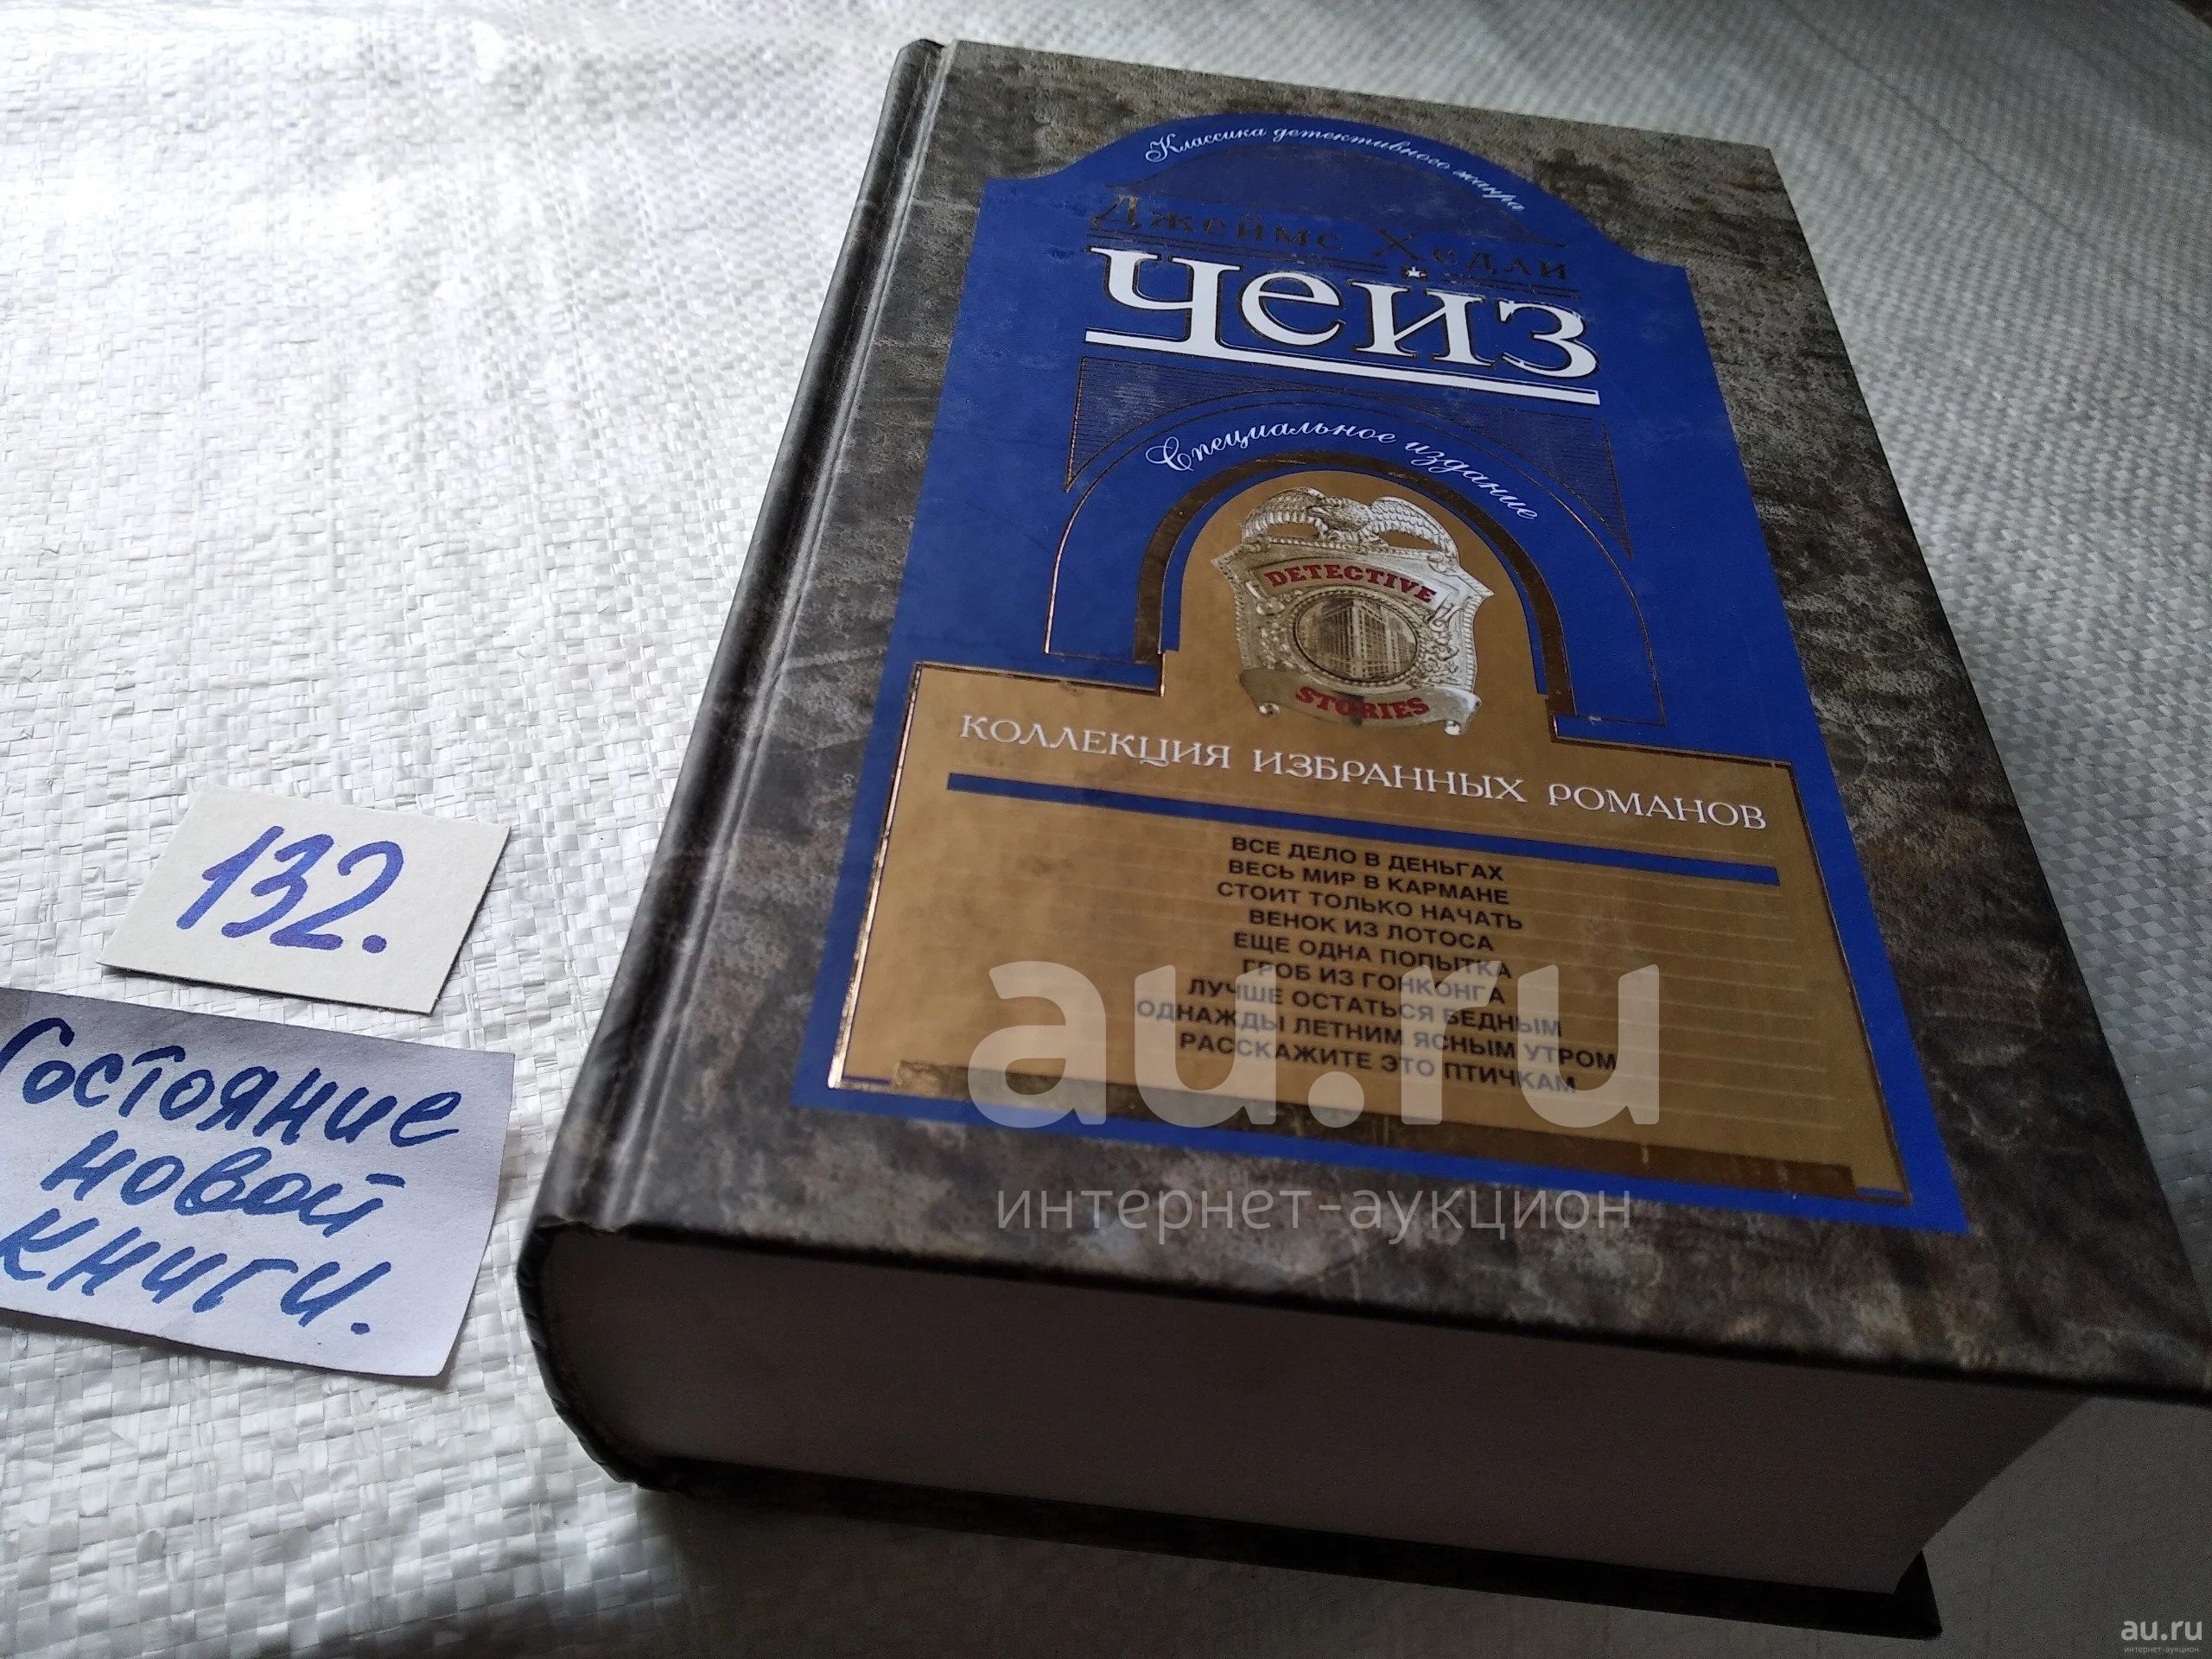 Классика детективного жанра
Джеймс Хедли
Чейз
Специальное издание
DETECTIVE
STORIES
КОЛЛЕКЦИЯ ИЗБРАННЫХ РОМАНОВ
ВСЕ ДЕЛО В ДЕНЬГАХ
ВЕСЬ МИР В КАРМАНЕ
СТОИТ ТОЛЬКО НАЧАТЬ
ВЕНОК ИЗ ЛОТОСА
ЕЩЕ ОДНА ПОПЫТКА
ГРОБ ИЗ ГОНКОНГА
ЛУЧШЕ ОСТАТЬСЯ БЕДНЫМ
ОДНАЖДЫ ЛЕТНИМ ЯСНЫМ УТРОМ
РАССКАЖИТЕ ЭТО ПТИЧКАМ
132.
Состояние
новой
книги.
au.ru
интернет-аукцион
au.ru
интернет-аукцион